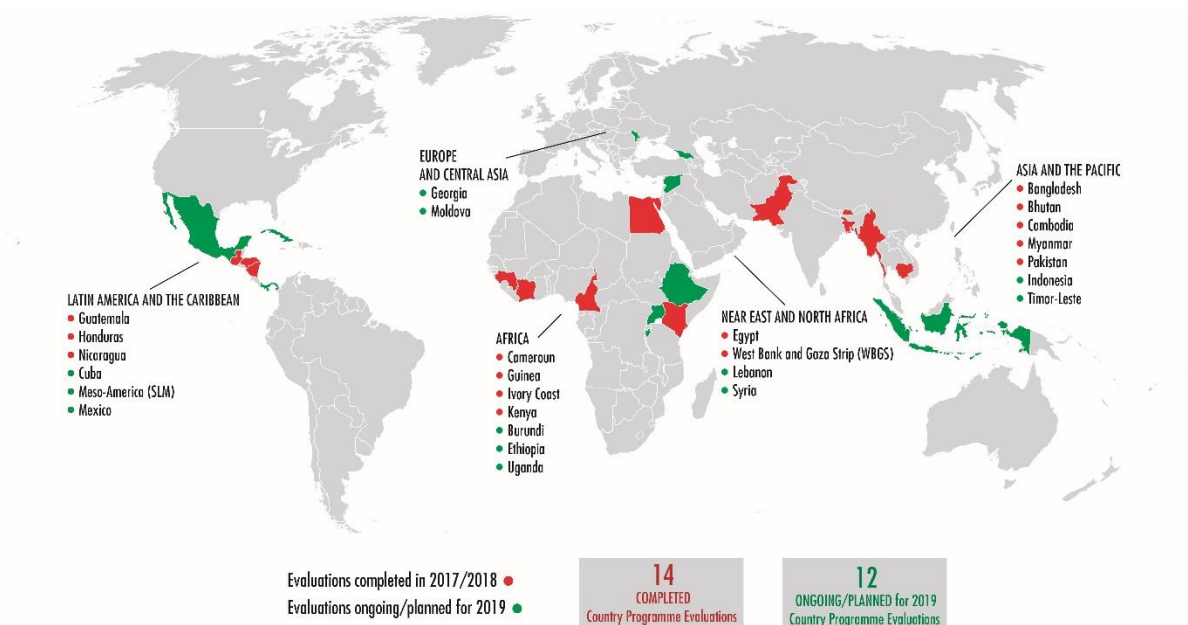 EUROPE
AND CENTRAL ASIA
Georgia
Moldova
ASIA AND THE PACIFIC
Bangladesh
Bhutan
Cambodia
Myanmar
Pakistan
Indonesia
Timor-Leste
LATIN AMERICA AND THE CARIBBEAN
Guatemala
Honduras
Nicaragua
Cuba
Meso-America (SLM)
Mexico
AFRICA
Cameroun
Guinea
Ivory Coast
Kenya
Burundi
Ethiopia
Uganda
NEAR EAST AND NORTH AFRICA
Egypt
West Bank and Gaza Strip (WBGS)
Lebanon
Syria
Evaluations completed in 2017/2018
Evaluations ongoing/planned for 2019
14
COMPLETED
Country Programme Evaluations
12
ONGOING/PLANNED for 2019
Country Programme Evaluations